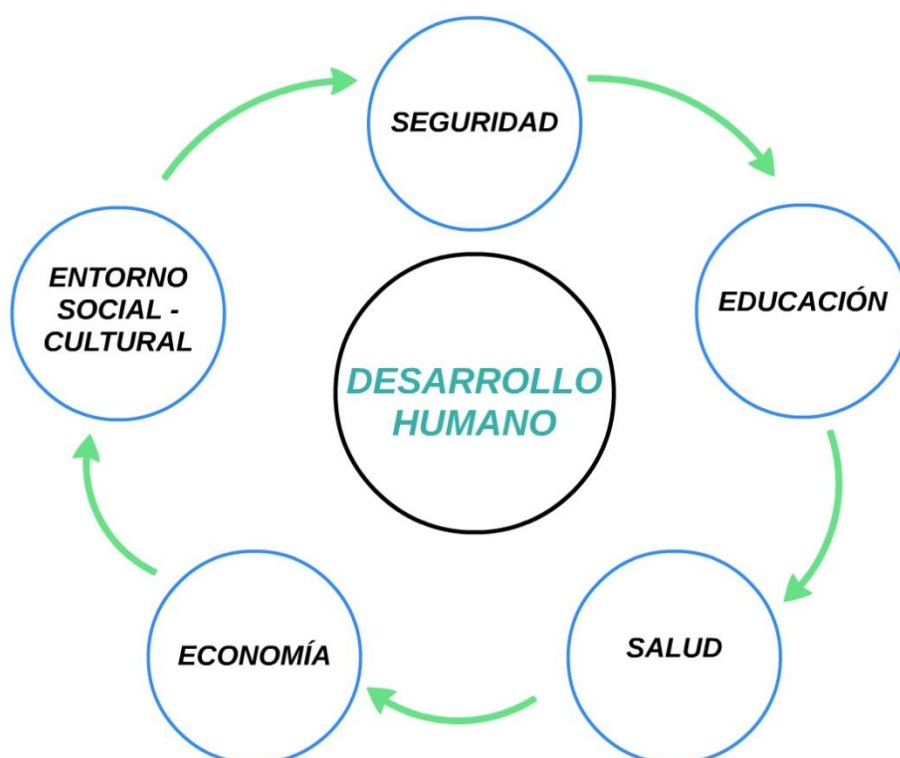 SEGURIDAD
EDUCACIÓN
SALUD
ECONOMÍA
ENTORNO
SOCIAL -
CULTURAL
DESARROLLO
HUMANO